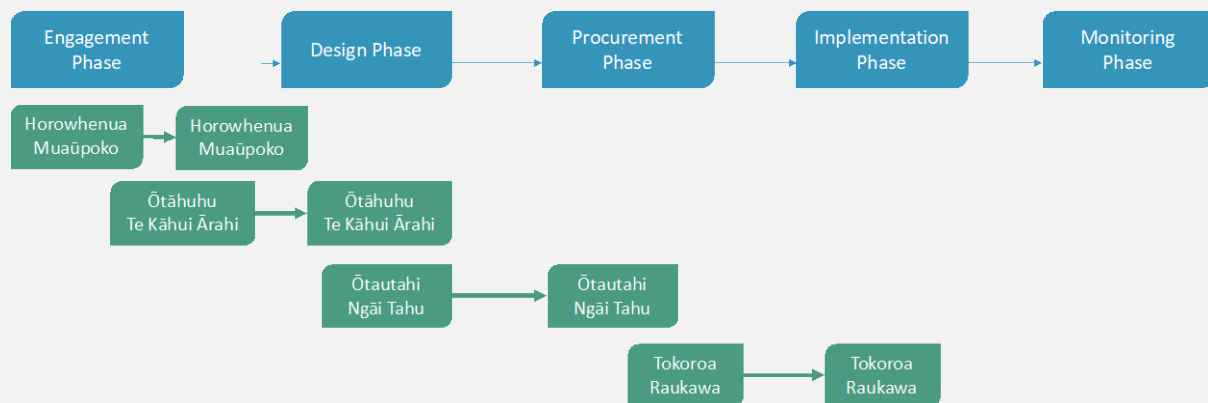 Engagement
Phase
Design Phase
Procurement
Phase
Implementation
Phase
Monitoring
Phase
Horowhenua
Muaūpoko
Horowhenua
Muaūpoko
Ōtāhuhu
Te Kāhui Ārahi
Ōtāhuhu
Te Kāhui Ārahi
Ōtautahi
Ngāi Tahu
Ōtautahi
Ngāi Tahu
Tokoroa
Raukawa
Tokoroa
Raukawa